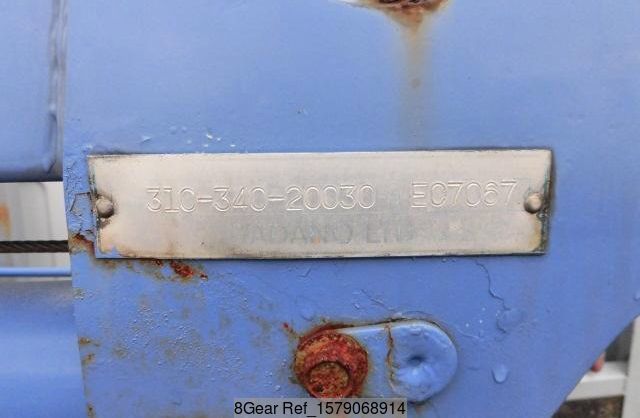 310-340-20030 EC7067
TADANO LTD.
8Gear Ref_1579068914